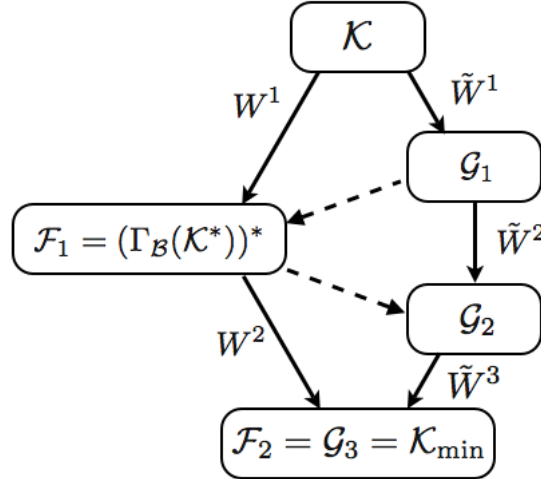 𝒦
W¹ W̃¹
𝒢₁
ℱ₁ = (Γ_ℬ(𝒦*))*
W̃²
𝒢₂
W² W̃³
ℱ₂ = 𝒢₃ = 𝒦_min